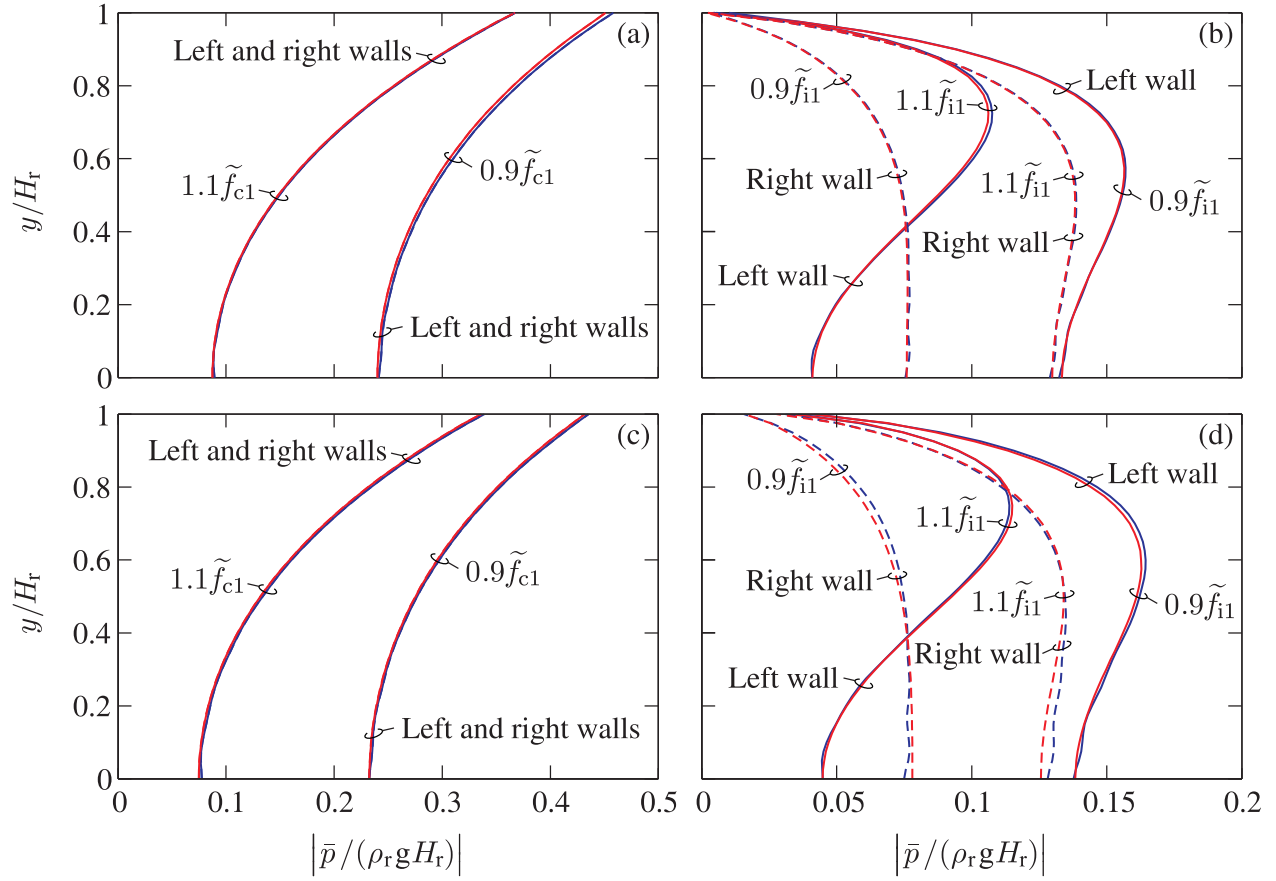 1
0.8
0.6
0.4
0.2
0
y/H_r
(a)
Left and right walls
1.1f̃_c1
0.9f̃_c1
Left and right walls
(b)
Left wall
0.9f̃_i1
1.1f̃_i1
Right wall
1.1f̃_i1
0.9f̃_i1
Right wall
Left wall
1
0.8
0.6
0.4
0.2
0
y/H_r
(c)
Left and right walls
1.1f̃_c1
0.9f̃_c1
Left and right walls
0 0.1 0.2 0.3 0.4 0.5
|p̄/(ρ_r g H_r)|
(d)
Left wall
0.9f̃_i1
1.1f̃_i1
Right wall
1.1f̃_i1
0.9f̃_i1
Right wall
Left wall
0 0.05 0.1 0.15 0.2
|p̄/(ρ_r g H_r)|